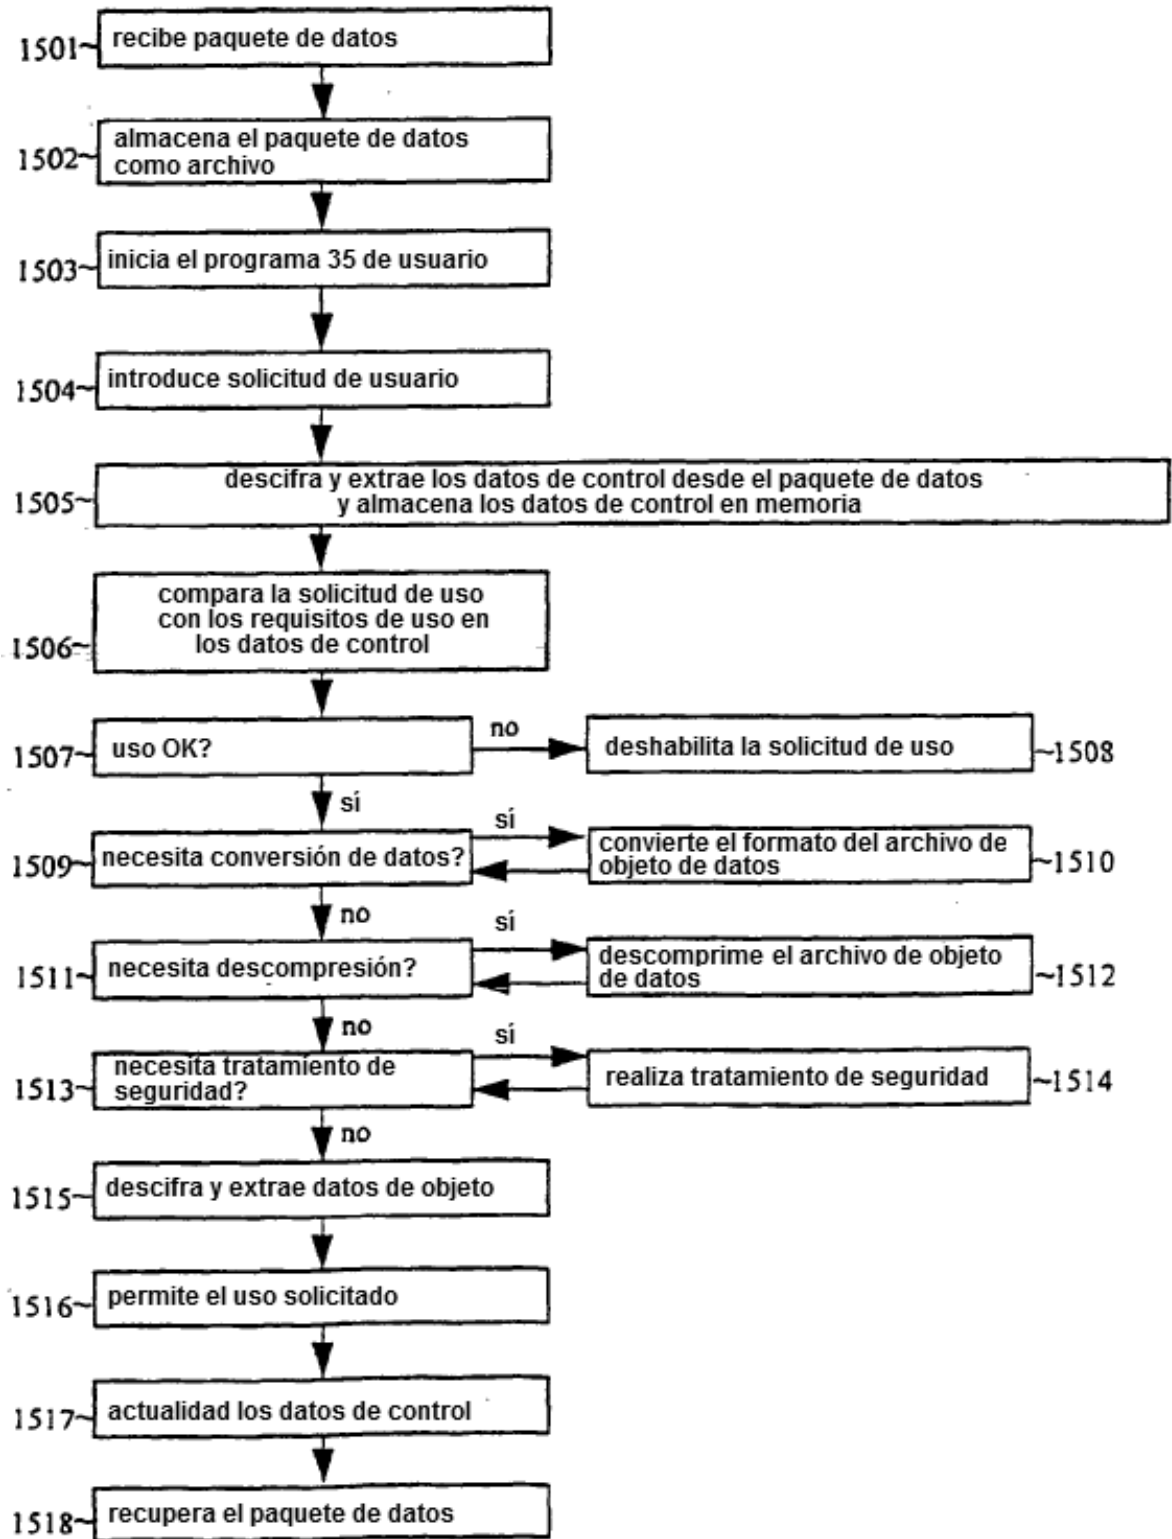 1501~ recibe paquete de datos
1502~ almacena el paquete de datos
como archivo
1503~ inicia el programa 35 de usuario
1504~ introduce solicitud de usuario
1505~ descifra y extrae los datos de control desde el paquete de datos
y almacena los datos de control en memoria
1506~ compara la solicitud de uso
con los requisitos de uso en
los datos de control
1507~ uso OK?
no
deshabilita la solicitud de uso ~1508
sí
1509~ necesita conversión de datos?
sí
convierte el formato del archivo de
objeto de datos ~1510
no
1511~ necesita descompresión?
sí
descomprime el archivo de objeto
de datos ~1512
no
1513~ necesita tratamiento de
seguridad?
sí
realiza tratamiento de seguridad ~1514
no
1515~ descifra y extrae datos de objeto
1516~ permite el uso solicitado
1517~ actualidad los datos de control
1518~ recupera el paquete de datos